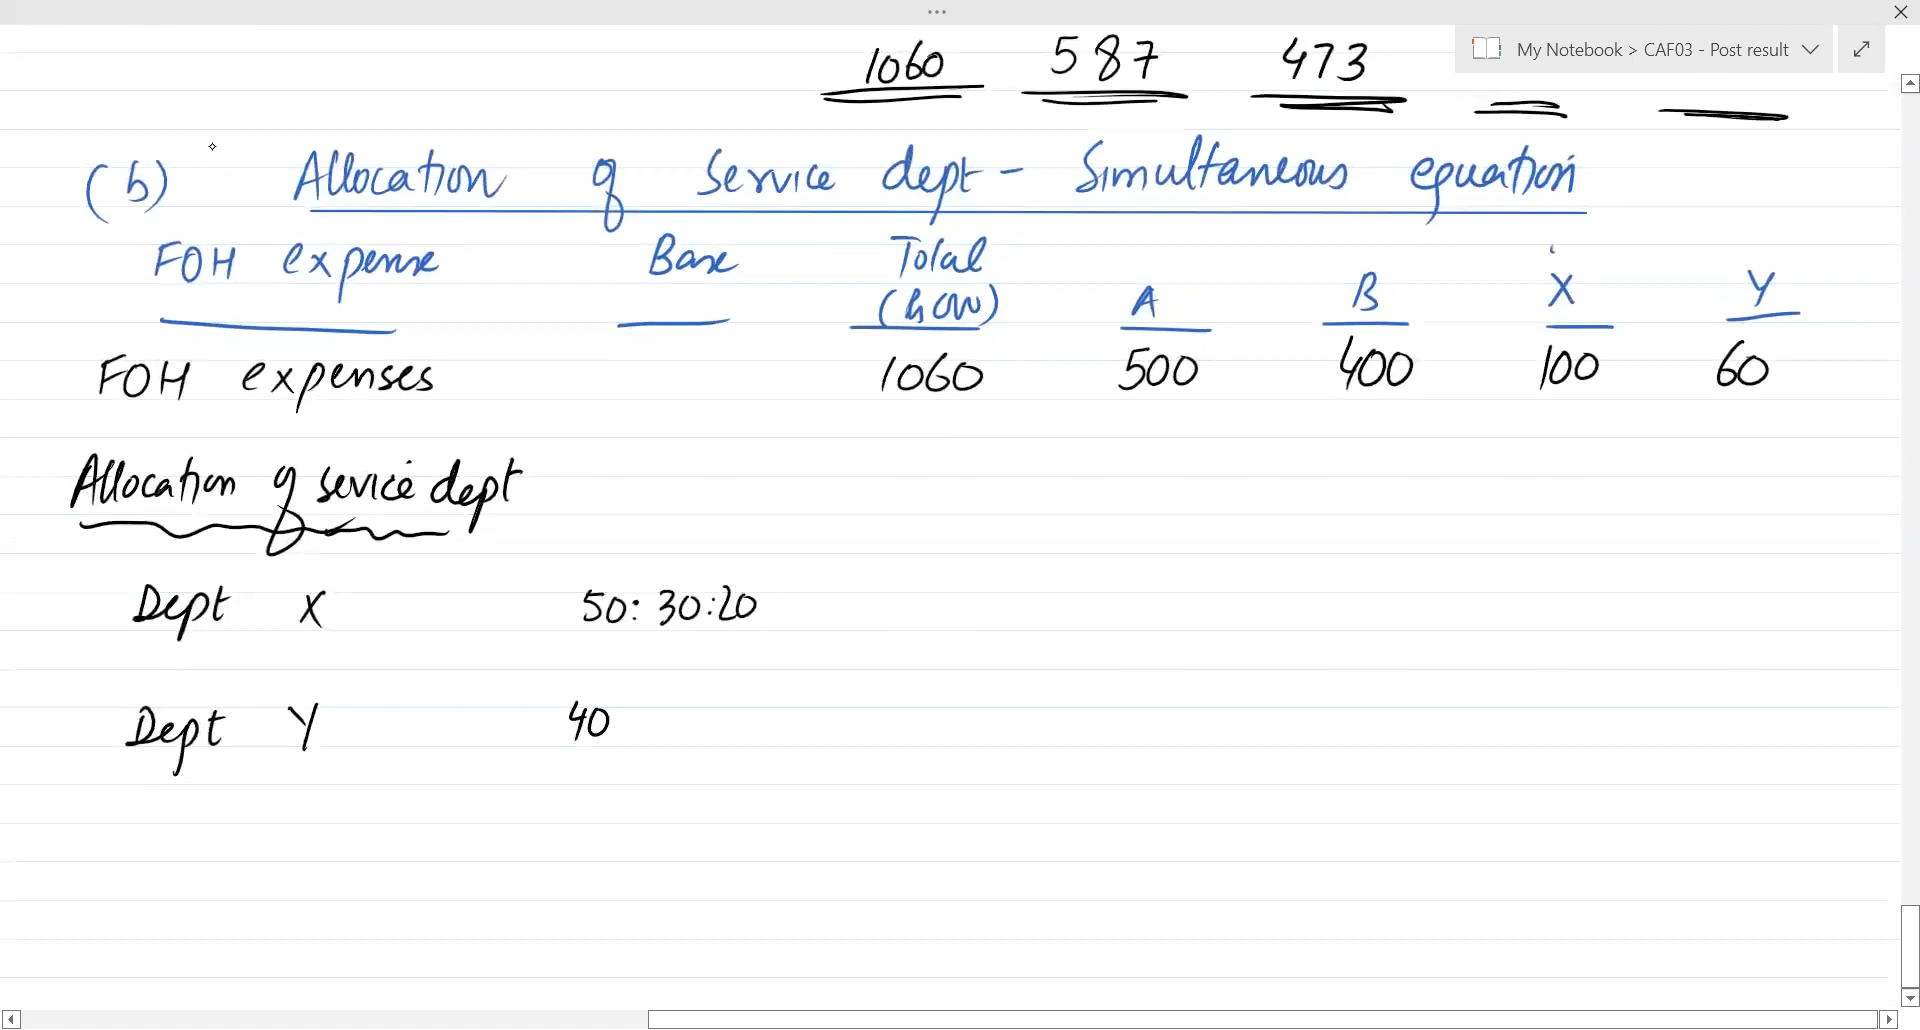 My Notebook > CAF03 - Post result
1060 587 473
(b) Allocation of Service dept - Simultaneous equation
FOH expense Base Total (how) A B X Y
FOH expenses 1060 500 400 100 60
Allocation of service dept
Dept X 50:30:20
Dept Y 40